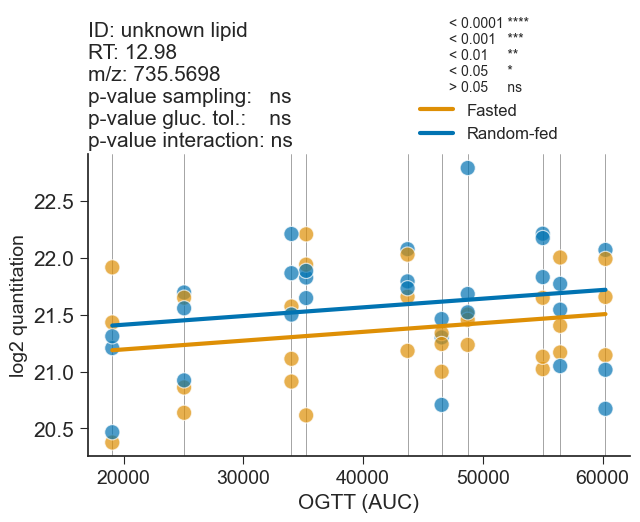 ID: unknown lipid
RT: 12.98
m/z: 735.5698
p-value sampling: ns
p-value gluc. tol.: ns
p-value interaction: ns
< 0.0001 ****
< 0.001 ***
< 0.01 **
< 0.05 *
> 0.05 ns
Fasted
Random-fed
log2 quantitation
22.5
22.0
21.5
21.0
20.5
20000 30000 40000 50000 60000
OGTT (AUC)